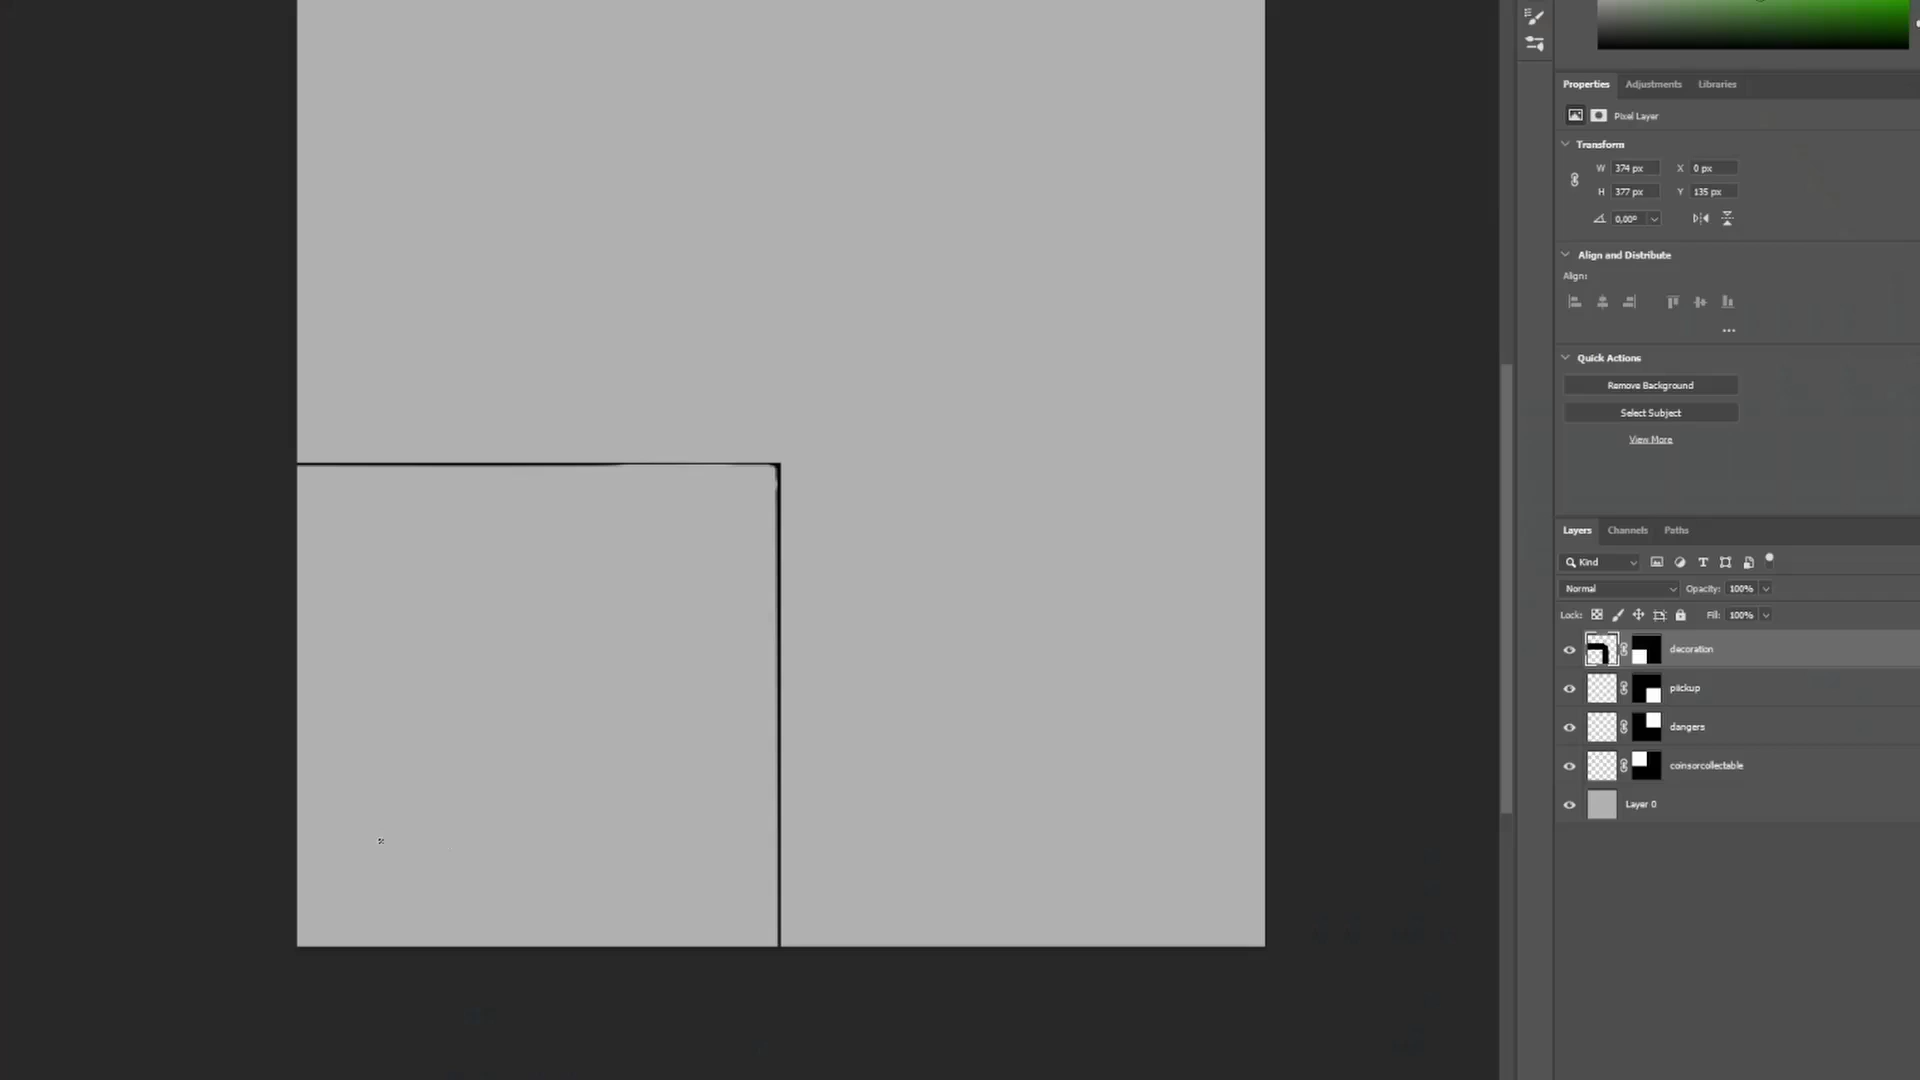 Properties Adjustments Libraries
Pixel Layer
Transform
W 374 px X 0 px
H 377 px Y 135 px
0,00°
Align and Distribute
Align:
Quick Actions
Remove Background
Select Subject
View More
Layers Channels Paths
Kind
Normal Opacity: 100%
Lock: Fill: 100%
decoration
piickup
dangers
coinsorcollectable
Layer 0